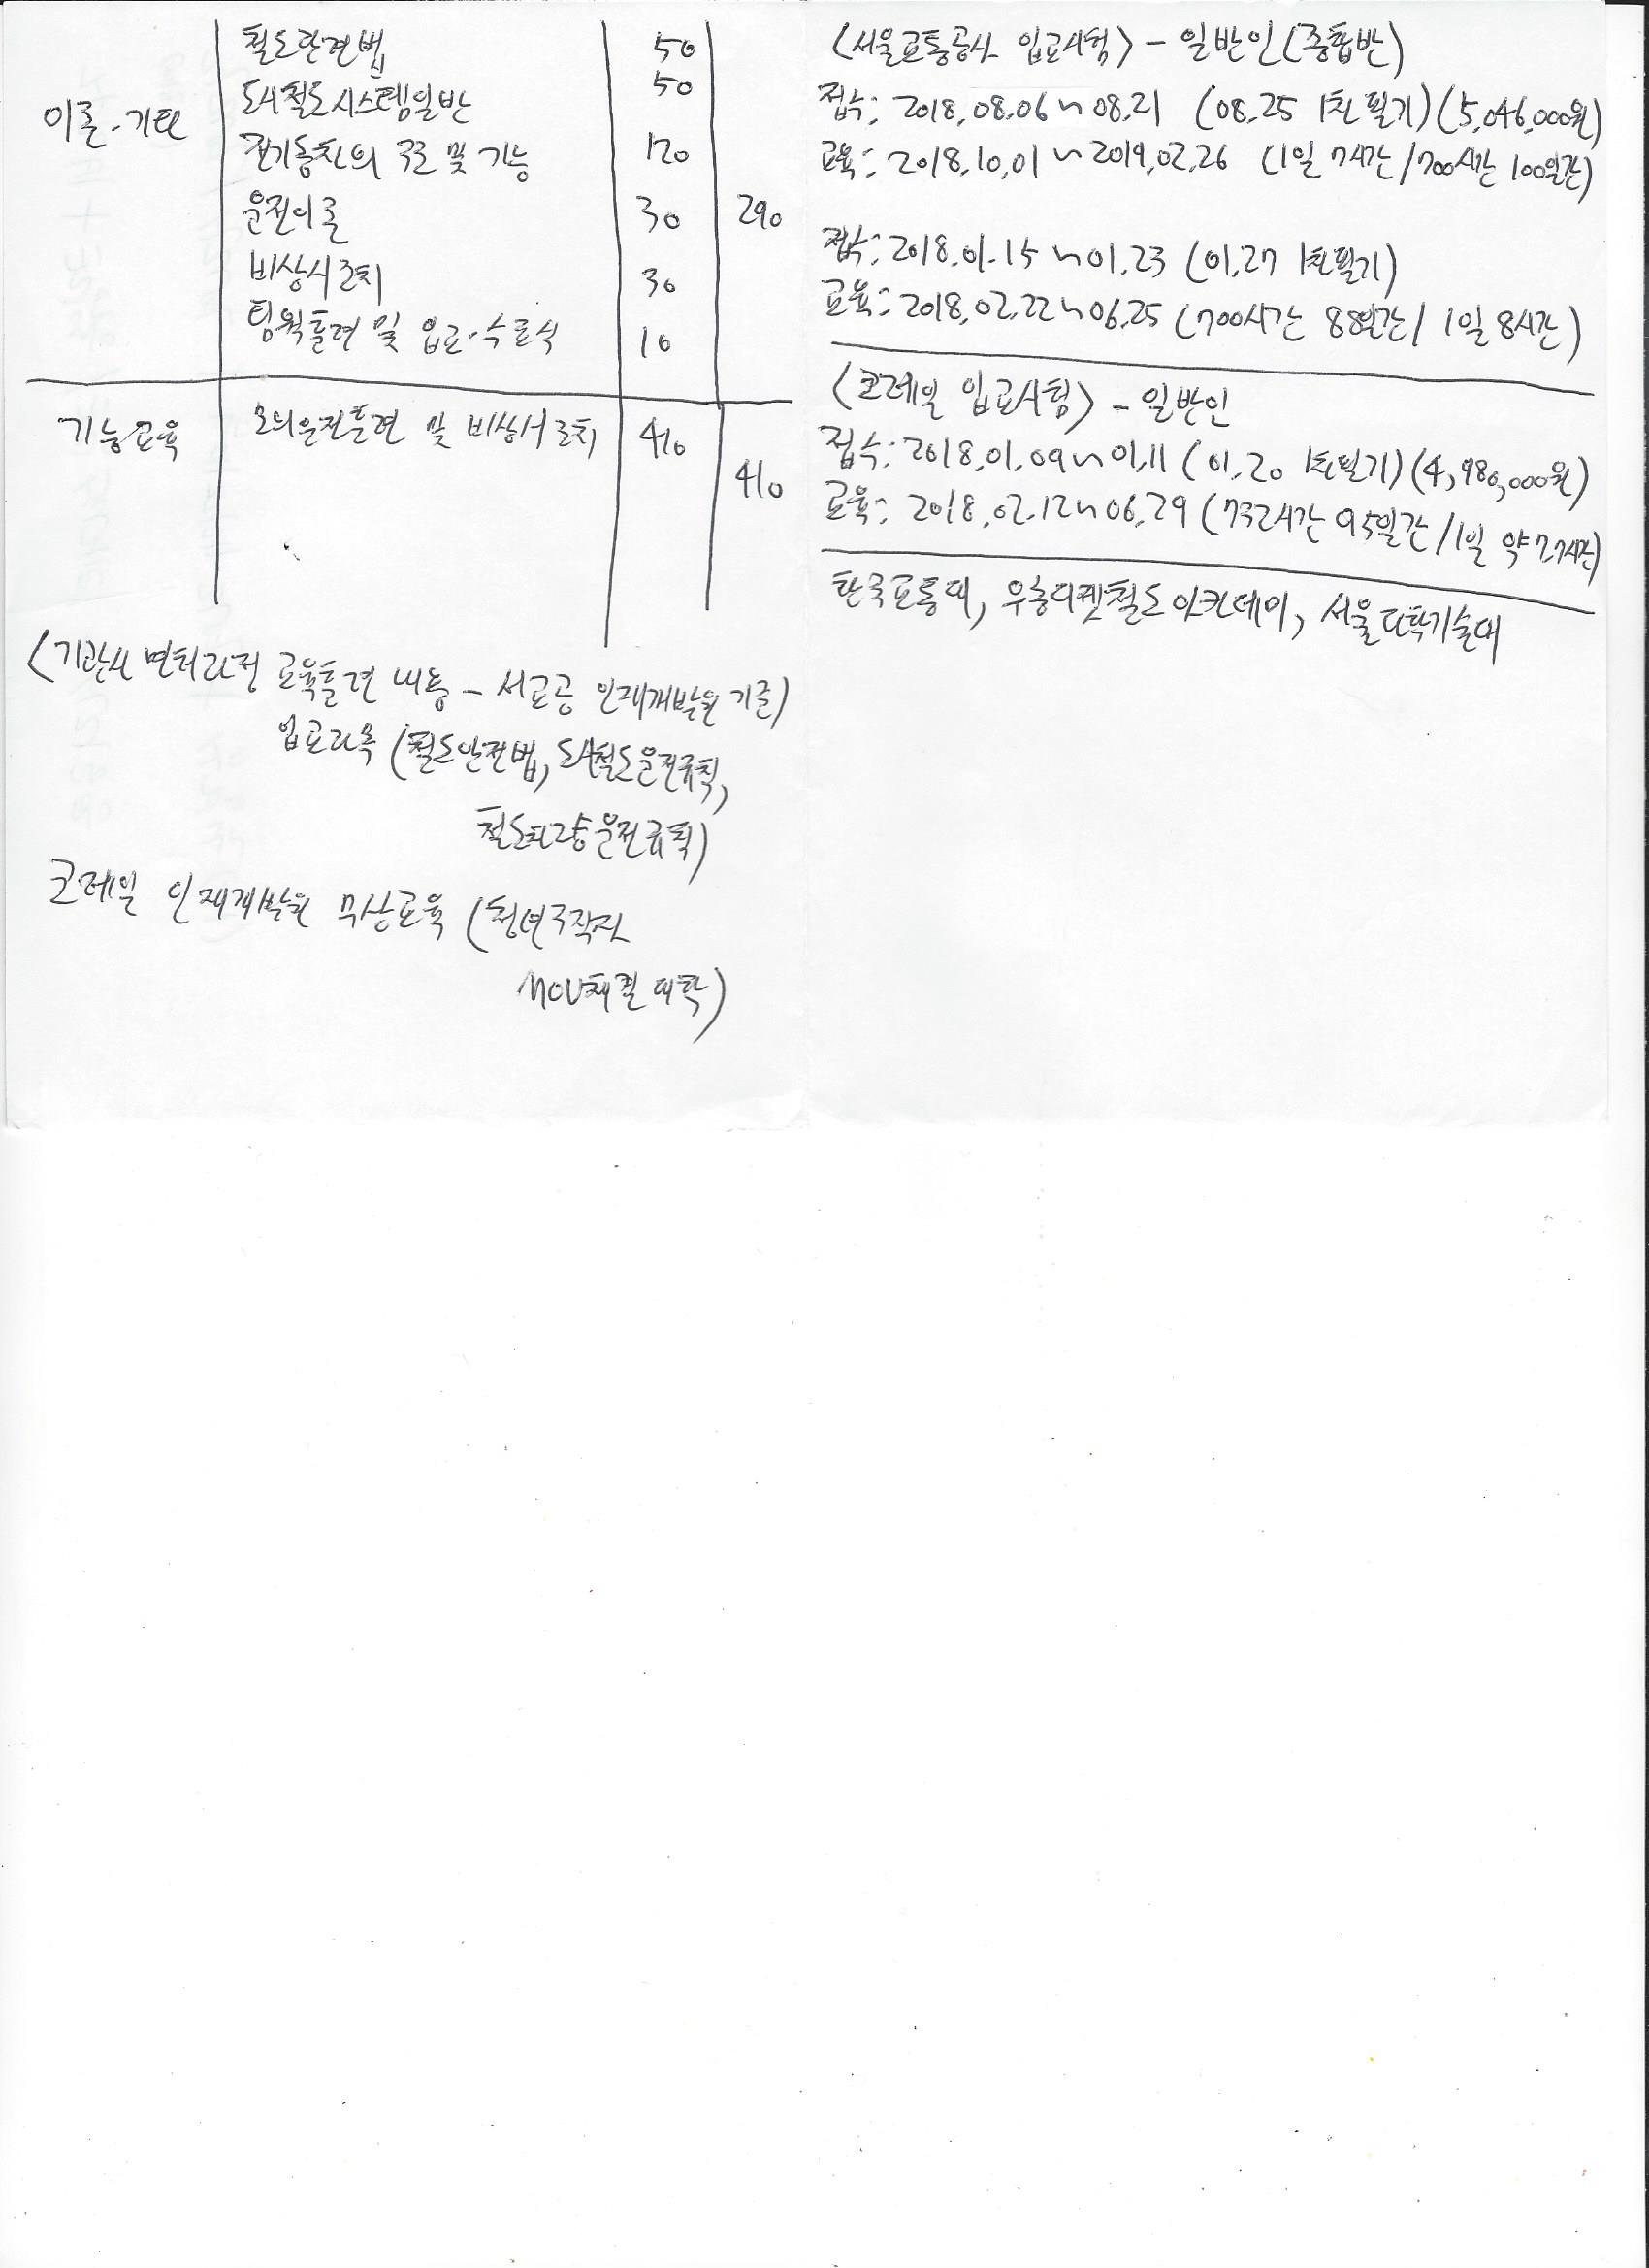 철도관련법 50
도시철도시스템일반 50
이론·기타
전기동차의 구조 및 기능 120
운전이론 30 290
비상시 조치 30
팀웍훈련 및 입교·수료식 10
기능교육 모의운전훈련 및 비상시 조치 410
410
(기관사 면허과정 교육훈련 내용 - 서교공 인재개발원 기준)
입교과목 (철도안전법, 도시철도운전규칙,
철도차량운전규칙)
코레일 인재개발원 무상교육 (청년구직자
MOU체결 대학)
<서울교통공사 입교시험> - 일반인(종합반)
접수: 2018.08.06~08.21 (08.25 1차 필기)(5,046,000원)
교육: 2018.10.01~2019.02.26 (1일 7시간/700시간 100일간)
접수: 2018.01.15~01.23 (01.27 1차필기)
교육: 2018.02.22~06.25 (700시간 88일간/1일 8시간)
<코레일 입교시험> - 일반인
접수: 2018.01.09~01.11 (01.20 1차필기)(4,980,000원)
교육: 2018.02.12~06.29 (732시간 95일간/1일 약7.7시간)
한국교통대, 우송디젯철도아카데미, 서울과학기술대